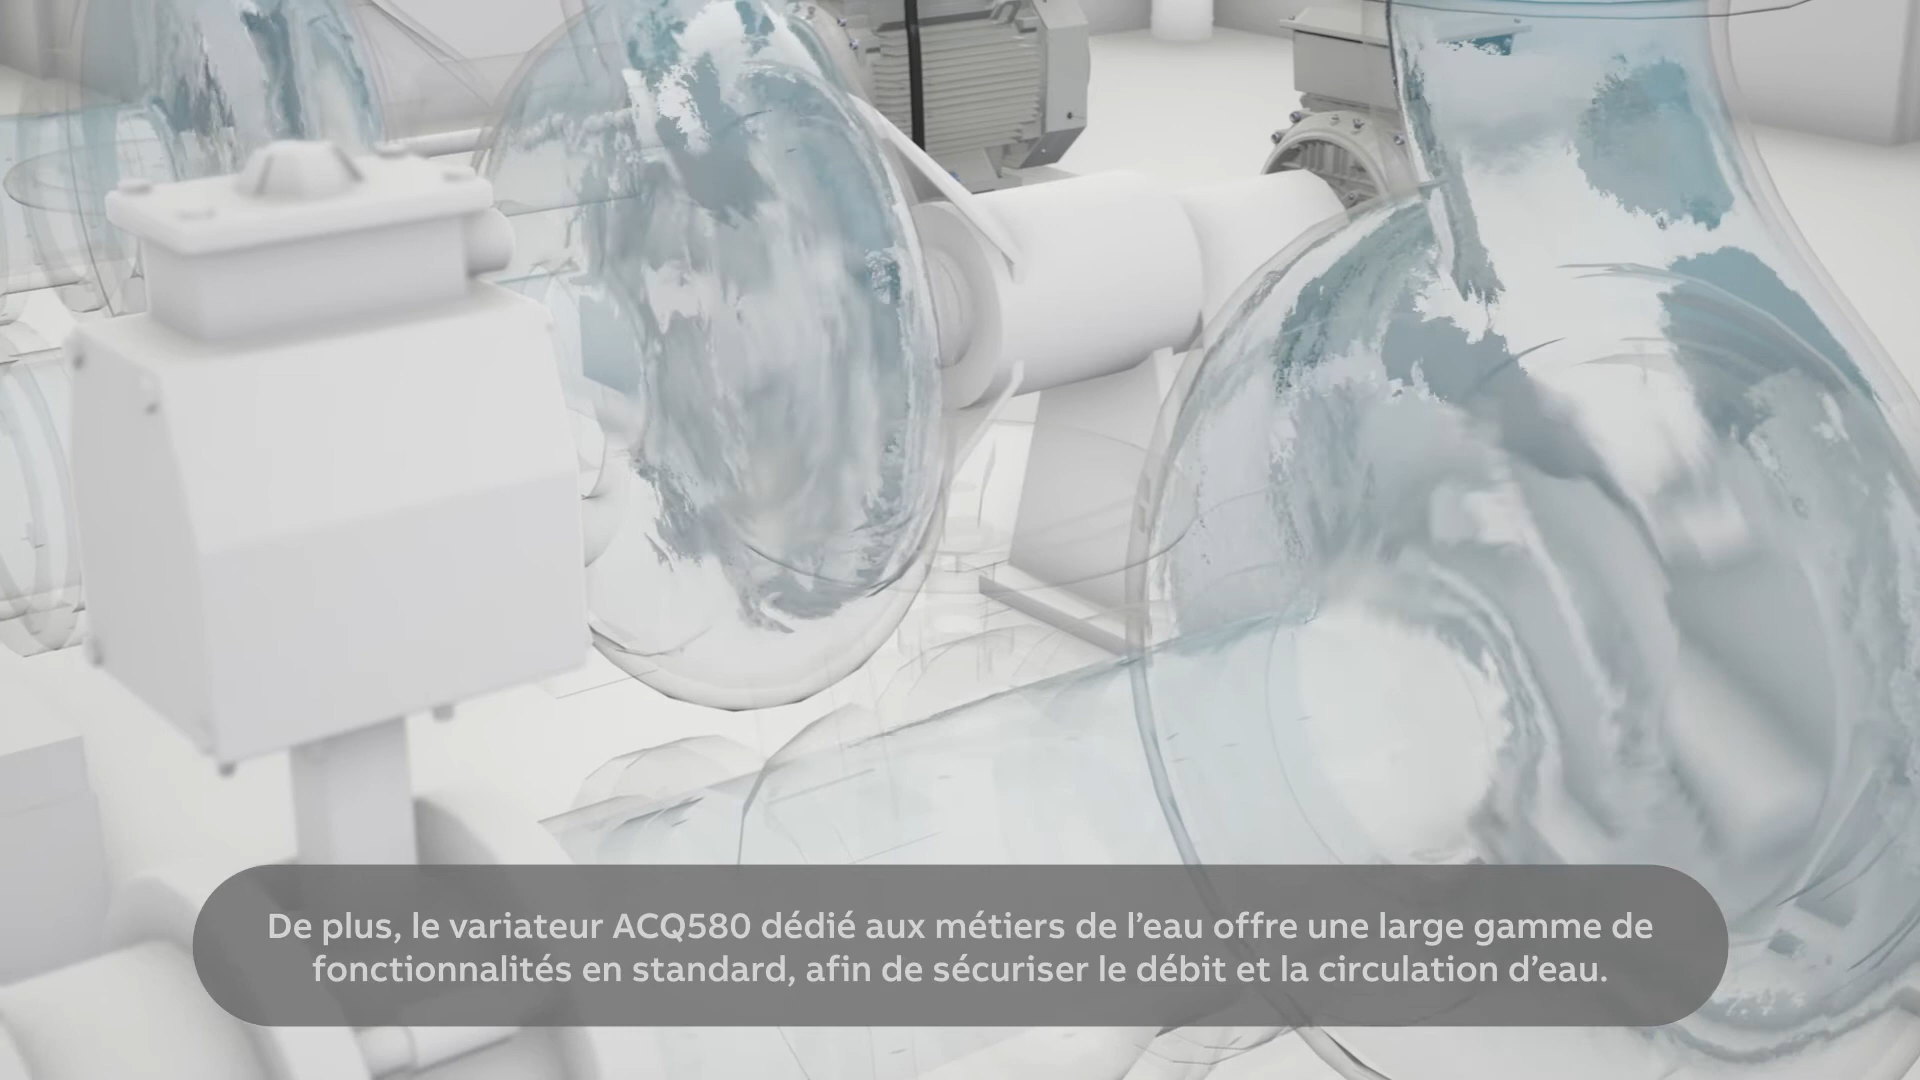 De plus, le variateur ACQ580 dédié aux métiers de l’eau offre une large gamme de
fonctionnalités en standard, afin de sécuriser le débit et la circulation d’eau.